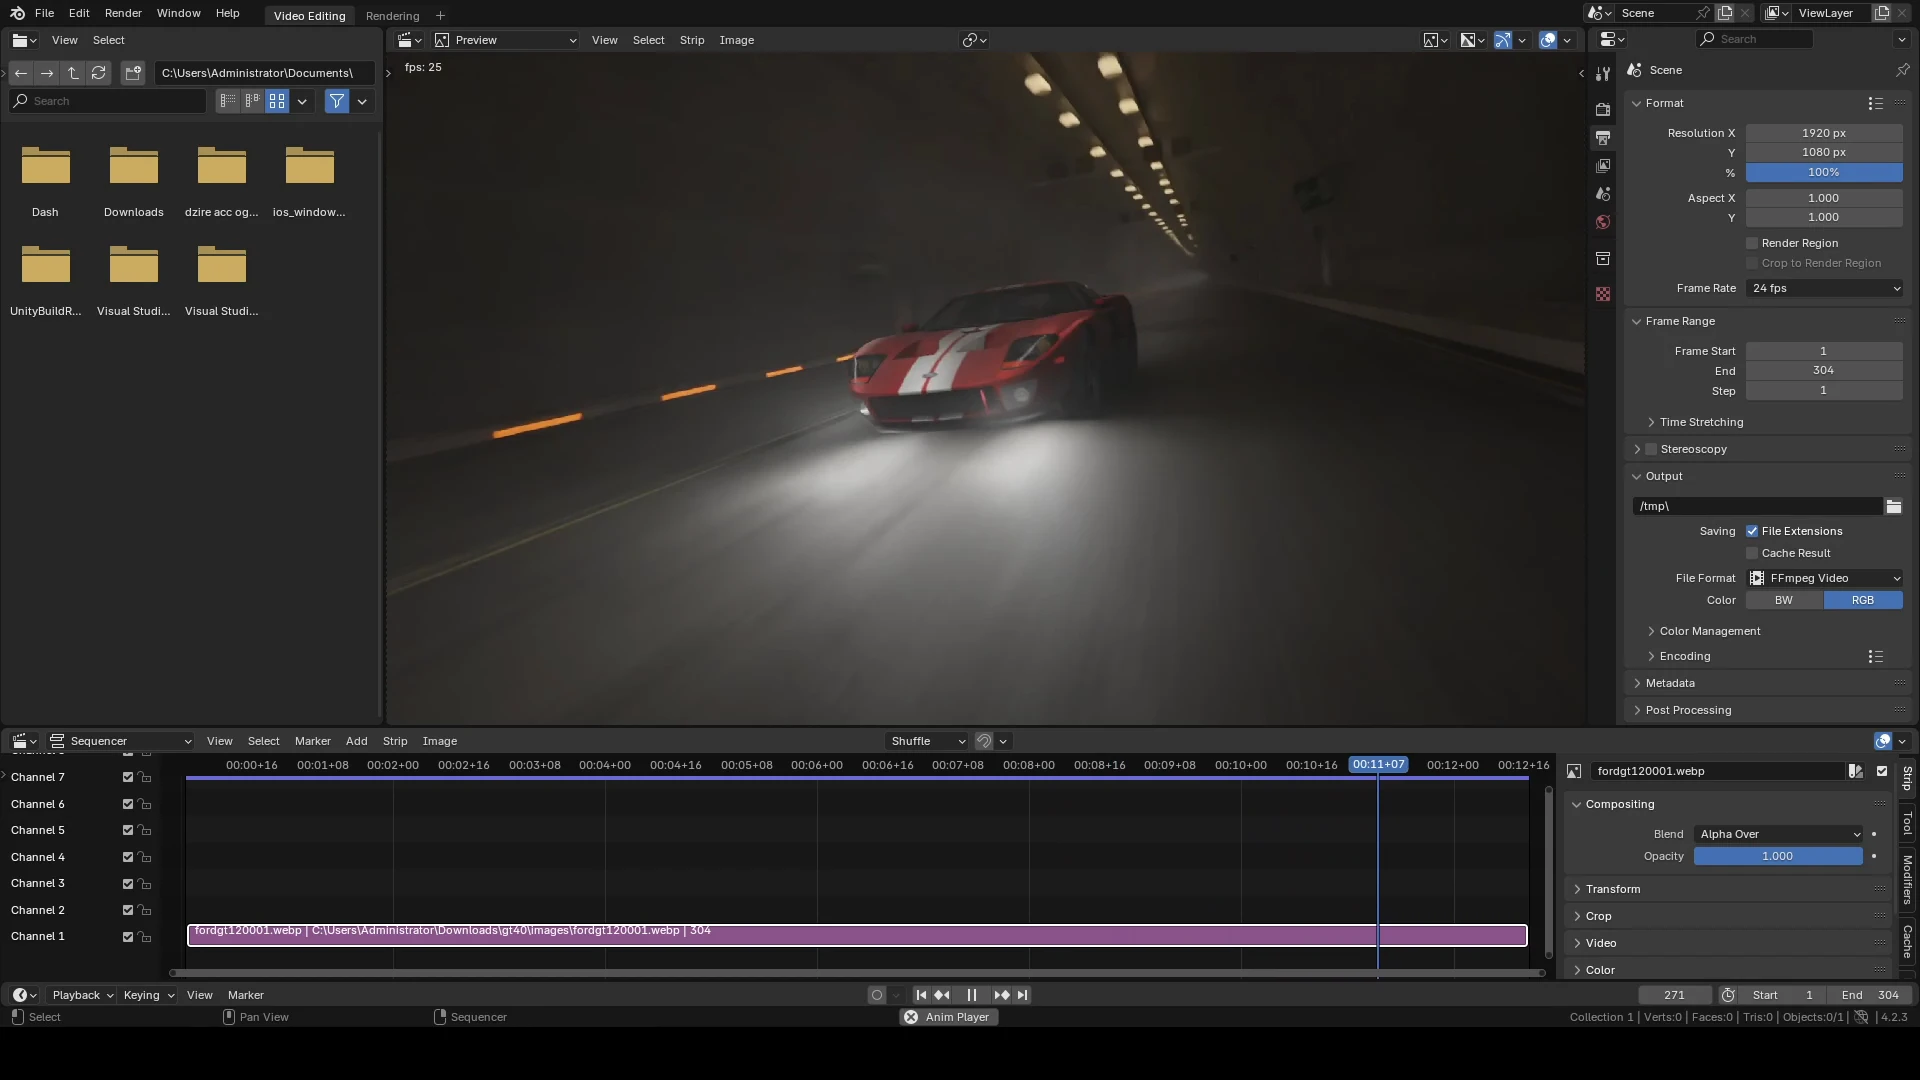 File Edit Render Window Help Video Editing Rendering + Scene ViewLayer
View Select
Preview View Select Strip Image
Search
C:\Users\Administrator\Documents\
Search
Dash Downloads dzire acc og... ios_window...
UnityBuildR... Visual Studi... Visual Studi...
fps: 25
Scene
Format
Resolution X 1920 px
Y 1080 px
% 100%
Aspect X 1.000
Y 1.000
Render Region
Crop to Render Region
Frame Rate 24 fps
Frame Range
Frame Start 1
End 304
Step 1
Time Stretching
Stereoscopy
Output
/tmp\
Saving File Extensions
Cache Result
File Format FFmpeg Video
Color BW RGB
Color Management
Encoding
Metadata
Post Processing
Sequencer View Select Marker Add Strip Image Shuffle
00:00+16 00:01+08 00:02+00 00:02+16 00:03+08 00:04+00 00:04+16 00:05+08 00:06+00 00:06+16 00:07+08 00:08+00 00:08+16 00:09+08 00:10+00 00:10+16 00:11+07 00:12+00 00:12+16
Channel 7
Channel 6
Channel 5
Channel 4
Channel 3
Channel 2
Channel 1
fordgt120001.webp | C:\Users\Administrator\Downloads\gt40\images\fordgt120001.webp | 304
fordgt120001.webp
Compositing
Blend Alpha Over
Opacity 1.000
Transform
Crop
Video
Color
Strip
Tool
Modifiers
Cache
Playback Keying View Marker 271 Start 1 End 304
Select Pan View Sequencer Anim Player Collection 1 | Verts:0 | Faces:0 | Tris:0 | Objects:0/1 | 4.2.3